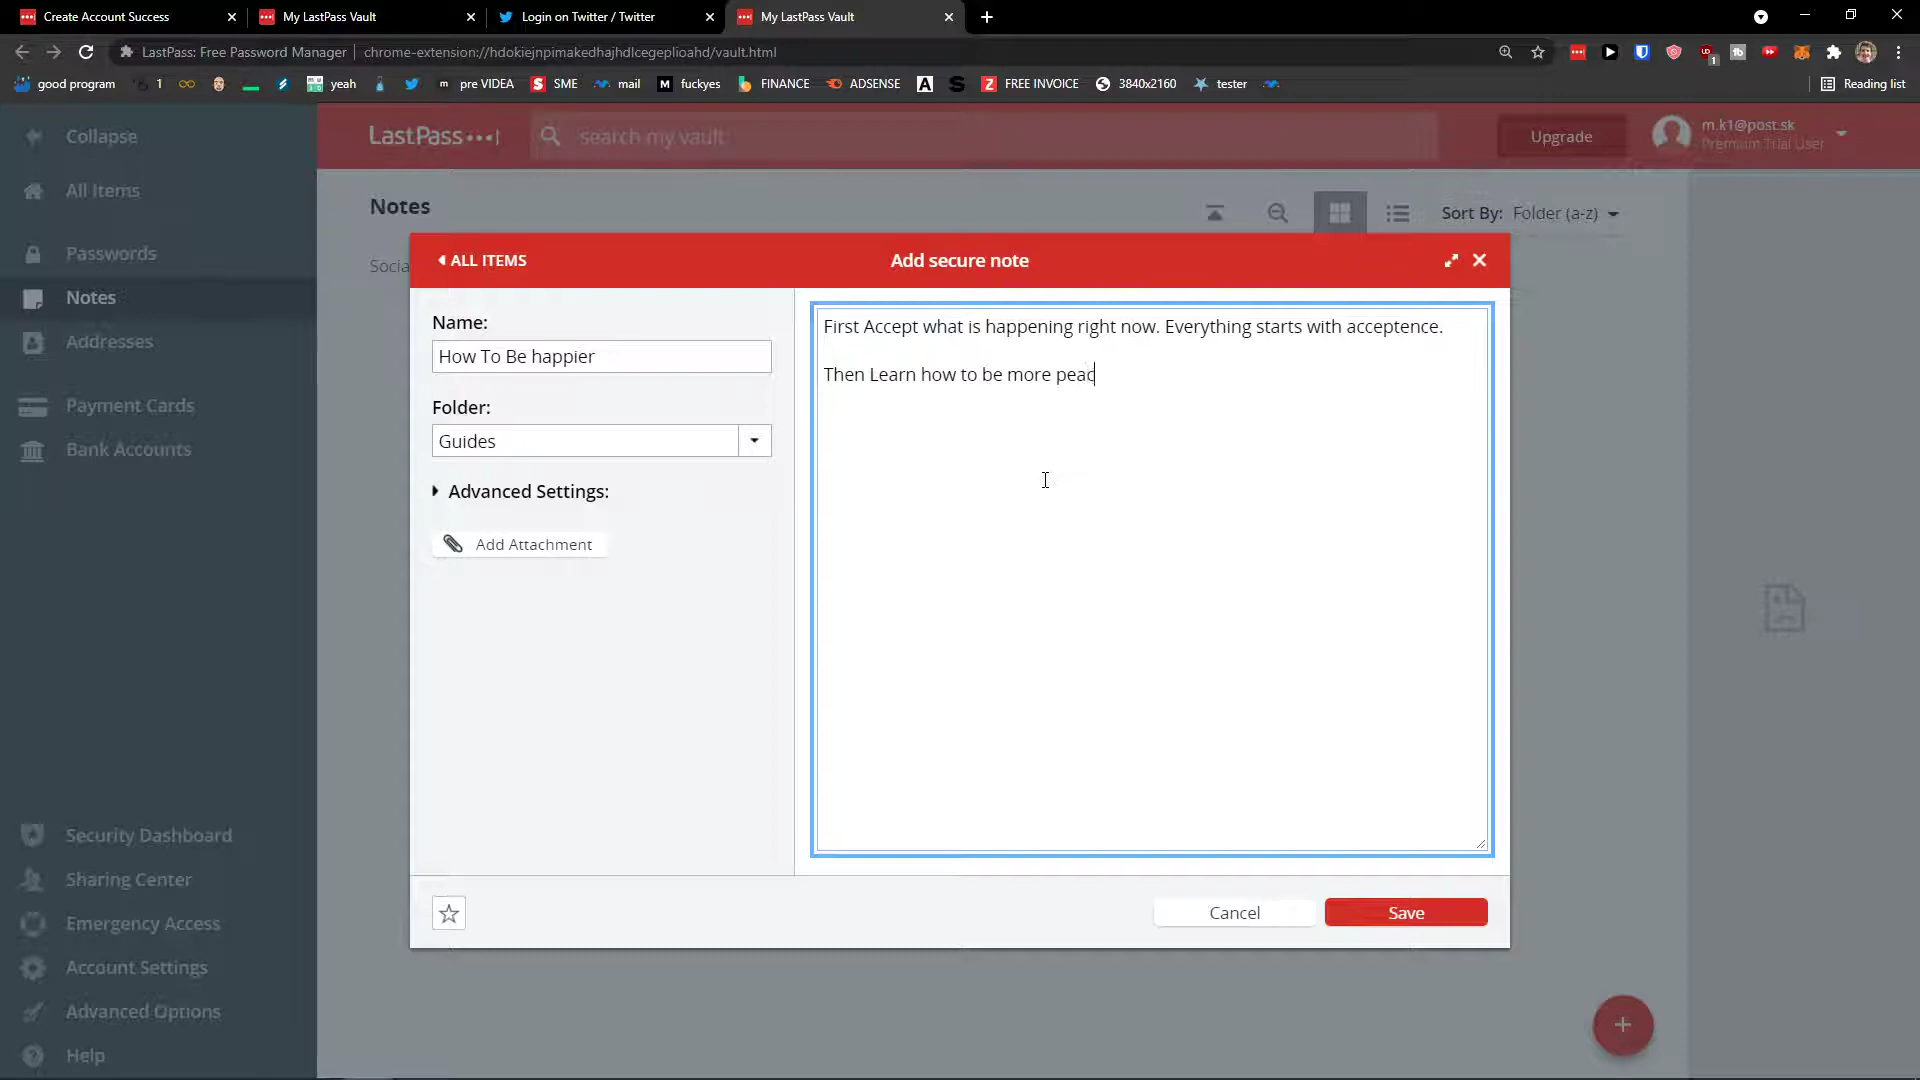 Create Account Success
My LastPass Vault
Login on Twitter / Twitter
My LastPass Vault
LastPass: Free Password Manager
chrome-extension://hdokiejnpimakedhajhdlcegeplioahd/vault.html
good program
1
yeah
pre VIDEA
SME
mail
fuckyes
FINANCE
ADSENSE
FREE INVOICE
3840x2160
tester
Reading list
Collapse
LastPass•••|
search my vault
Upgrade
m.k1@post.sk
Premium Trial User
All Items
Notes
Sort By: Folder (a-z)
Passwords
Socia
Notes
Addresses
Payment Cards
Bank Accounts
ALL ITEMS
Add secure note
Name:
How To Be happier
Folder:
Guides
Advanced Settings:
Add Attachment
First Accept what is happening right now. Everything starts with acceptence.
Then Learn how to be more peac
Cancel
Save
Security Dashboard
Sharing Center
Emergency Access
Account Settings
Advanced Options
Help